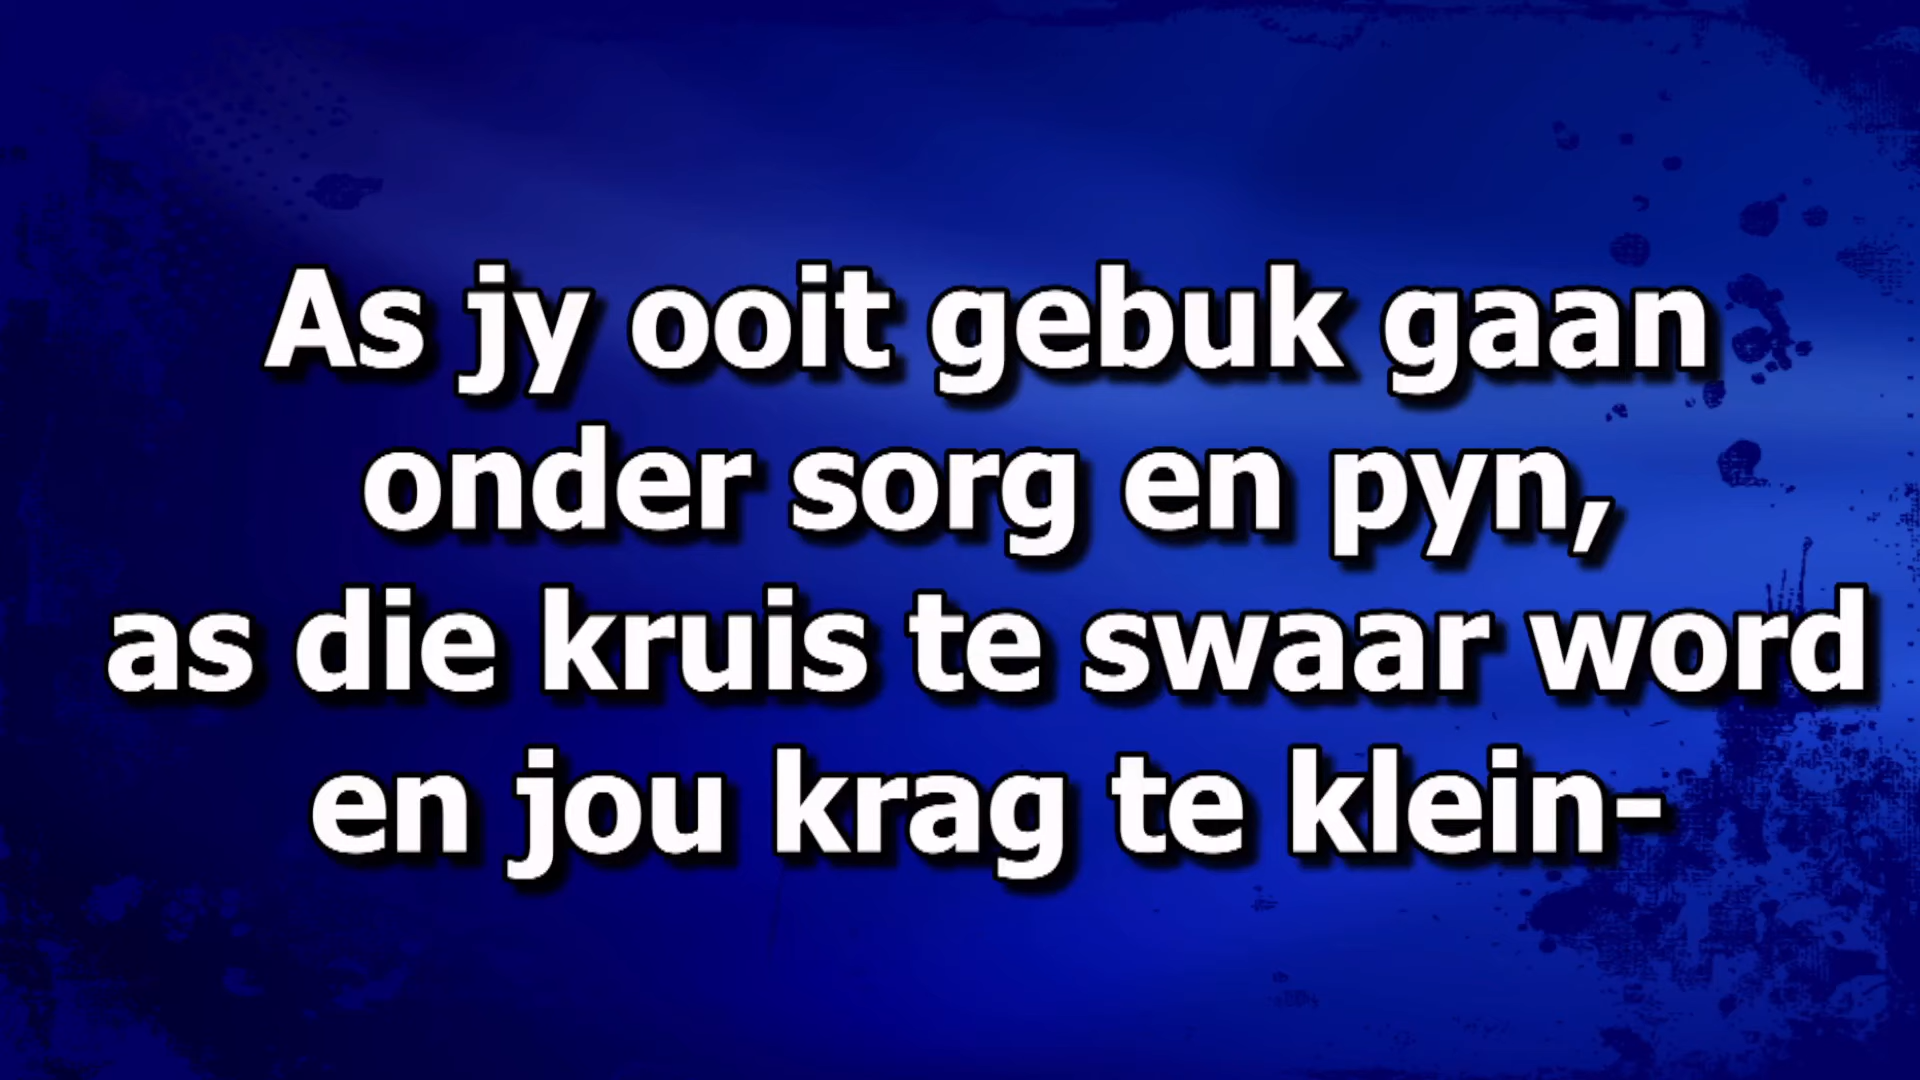 As jy ooit gebuk gaan
onder sorg en pyn,
as die kruis te swaar word
en jou krag te klein-